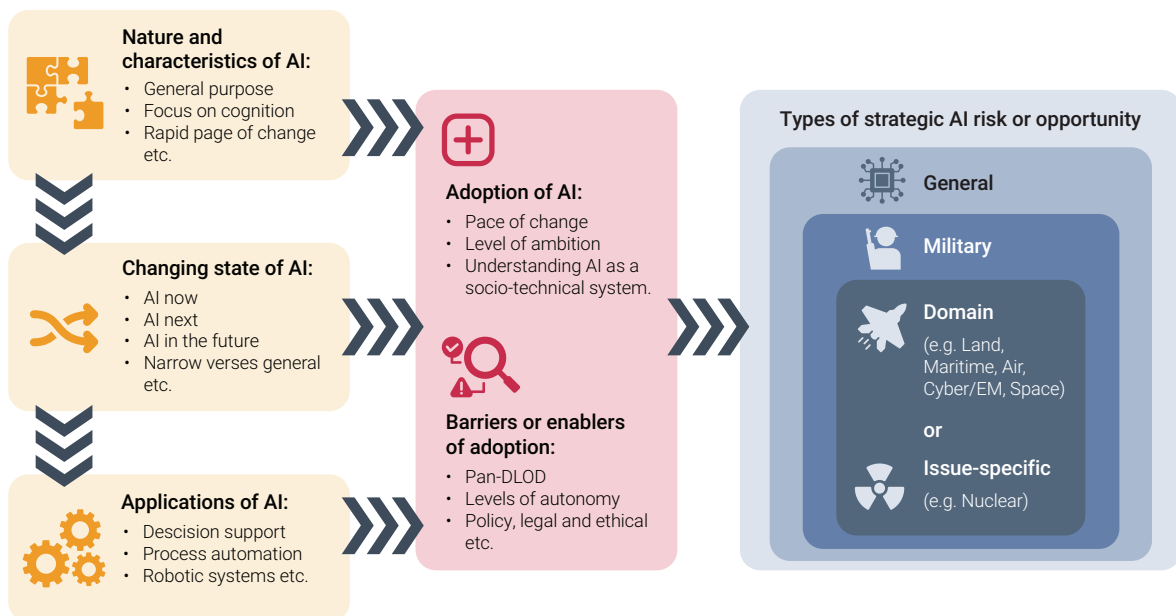 Nature and
characteristics of AI:
• General purpose
• Focus on cognition
• Rapid page of change
etc.
Changing state of AI:
• AI now
• AI next
• AI in the future
• Narrow verses general
etc.
Applications of AI:
• Descision support
• Process automation
• Robotic systems etc.
Adoption of AI:
• Pace of change
• Level of ambition
• Understanding AI as a
socio-technical system.
Barriers or enablers
of adoption:
• Pan-DLOD
• Levels of autonomy
• Policy, legal and ethical
etc.
Types of strategic AI risk or opportunity
General
Military
Domain
(e.g. Land,
Maritime, Air,
Cyber/EM, Space)
or
Issue-specific
(e.g. Nuclear)